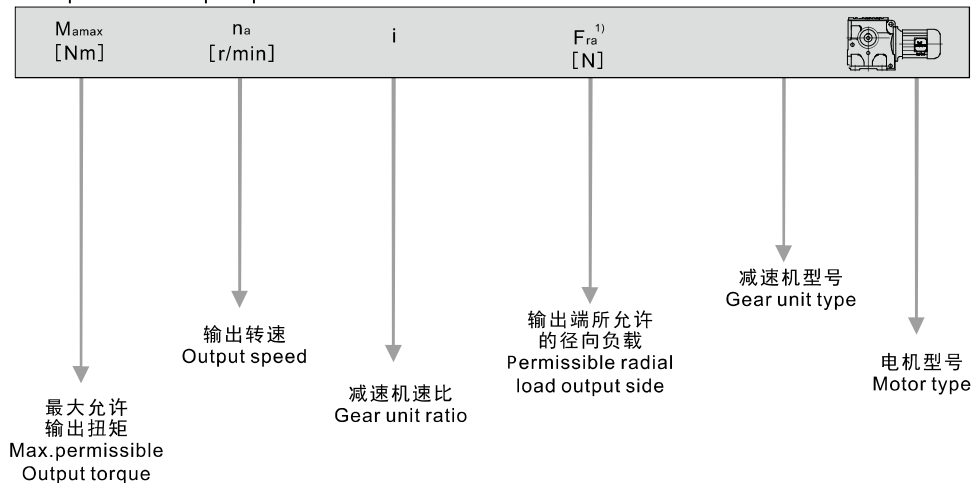 Mamax
[Nm]
na
[r/min]
i
Fra1)
[N]
最大允许
输出扭矩
Max.permissible
Output torque
输出转速
Output speed
减速机速比
Gear unit ratio
输出端所允许
的径向负载
Permissible radial
load output side
减速机型号
Gear unit type
电机型号
Motor type